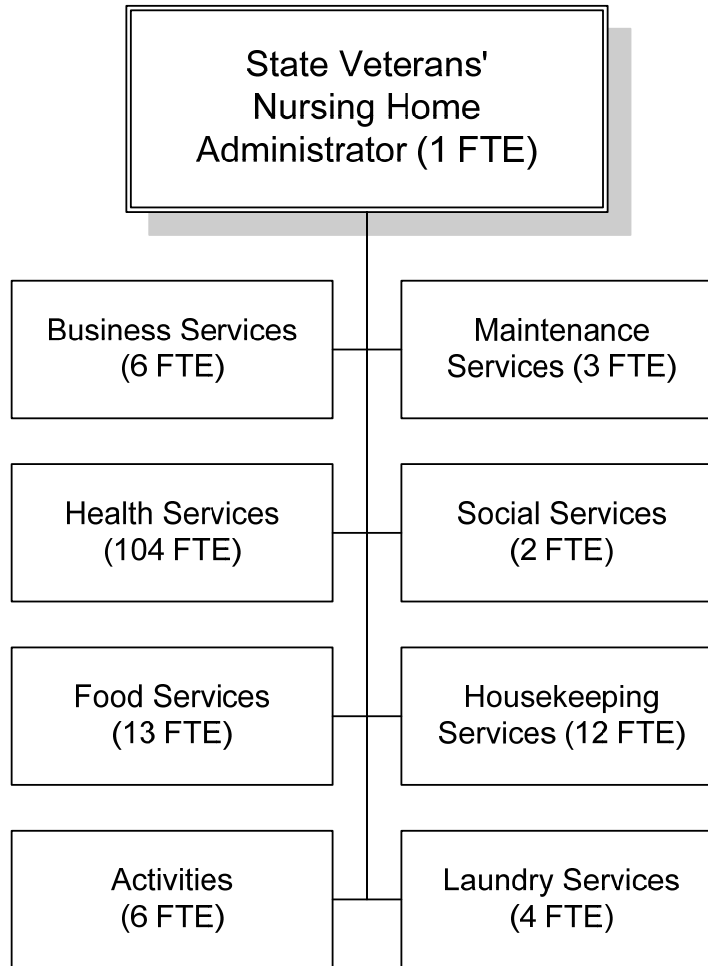 State Veterans'
Nursing Home
Administrator (1 FTE)
Business Services
(6 FTE)
Maintenance
Services (3 FTE)
Health Services
(104 FTE)
Social Services
(2 FTE)
Food Services
(13 FTE)
Housekeeping
Services (12 FTE)
Activities
(6 FTE)
Laundry Services
(4 FTE)